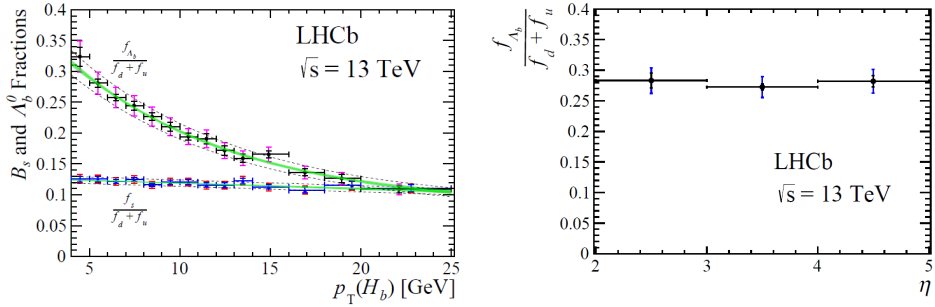 B_s and Λ_b^0 Fractions
0.4
0.35
0.3
0.25
0.2
0.15
0.1
0.05
0
LHCb
√s = 13 TeV
f_{Λ_b} / (f_d + f_u)
f_s / (f_d + f_u)
5 10 15 20 25
p_T(H_b) [GeV]
f_{Λ_b} / (f_d + f_u)
0.4
0.35
0.3
0.25
0.2
0.15
0.1
0.05
0
LHCb
√s = 13 TeV
2 3 4 5
η